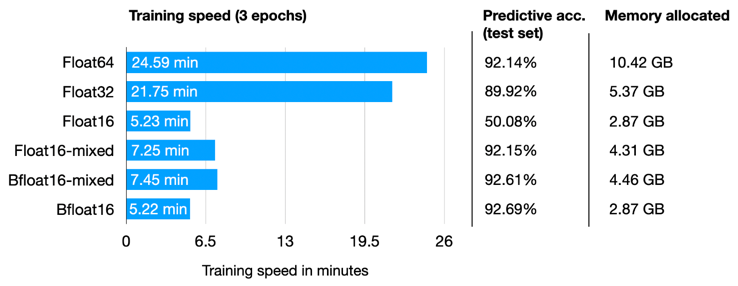 Training speed (3 epochs) Predictive acc. (test set) Memory allocated
Float64 24.59 min 92.14% 10.42 GB
Float32 21.75 min 89.92% 5.37 GB
Float16 5.23 min 50.08% 2.87 GB
Float16-mixed 7.25 min 92.15% 4.31 GB
Bfloat16-mixed 7.45 min 92.61% 4.46 GB
Bfloat16 5.22 min 92.69% 2.87 GB
0 6.5 13 19.5 26
Training speed in minutes